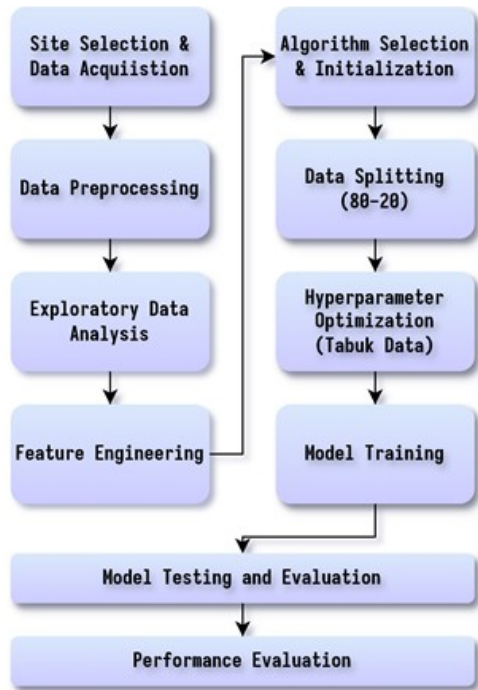 Site Selection &
Data Acquiistion
Data Preprocessing
Exploratory Data
Analysis
Feature Engineering
Algorithm Selection
& Initialization
Data Splitting
(80-20)
Hyperparameter
Optimization
(Tabuk Data)
Model Training
Model Testing and Evaluation
Performance Evaluation